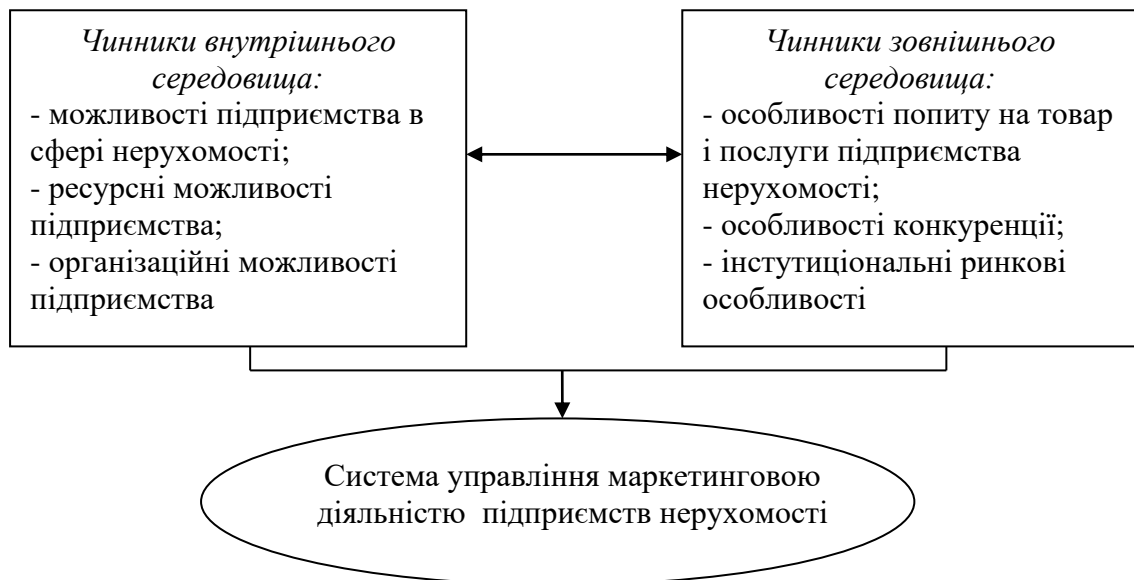 Чинники внутрішнього
середовища:
- можливості підприємства в
сфері нерухомості;
- ресурсні можливості
підприємства;
- організаційні можливості
підприємства
Чинники зовнішнього
середовища:
- особливості попиту на товар
і послуги підприємства
нерухомості;
- особливості конкуренції;
- інстутиціональні ринкові
особливості
Система управління маркетинговою
діяльністю підприємств нерухомості